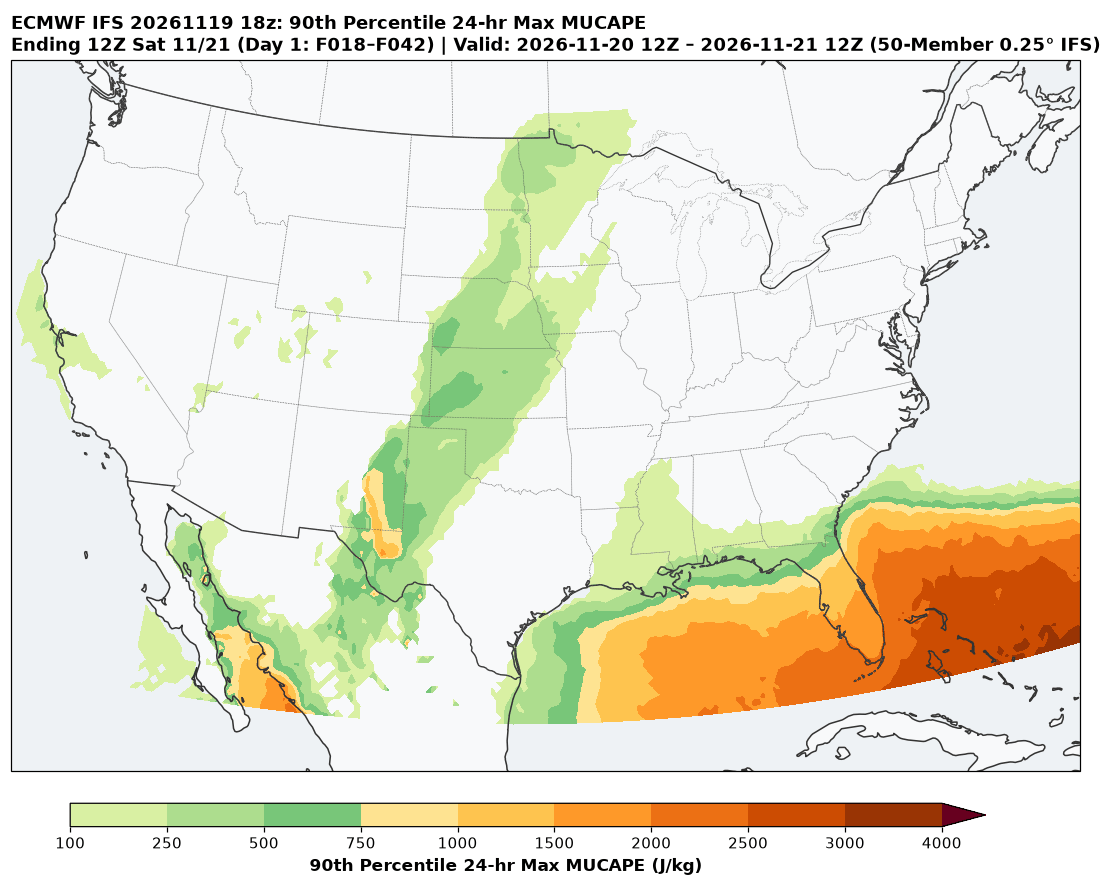 ECMWF IFS 20261119 18z: 90th Percentile 24-hr Max MUCAPE
Ending 12Z Sat 11/21 (Day 1: F018–F042) | Valid: 2026-11-20 12Z – 2026-11-21 12Z (50-Member 0.25° IFS)
100 250 500 750 1000 1500 2000 2500 3000 4000
90th Percentile 24-hr Max MUCAPE (J/kg)